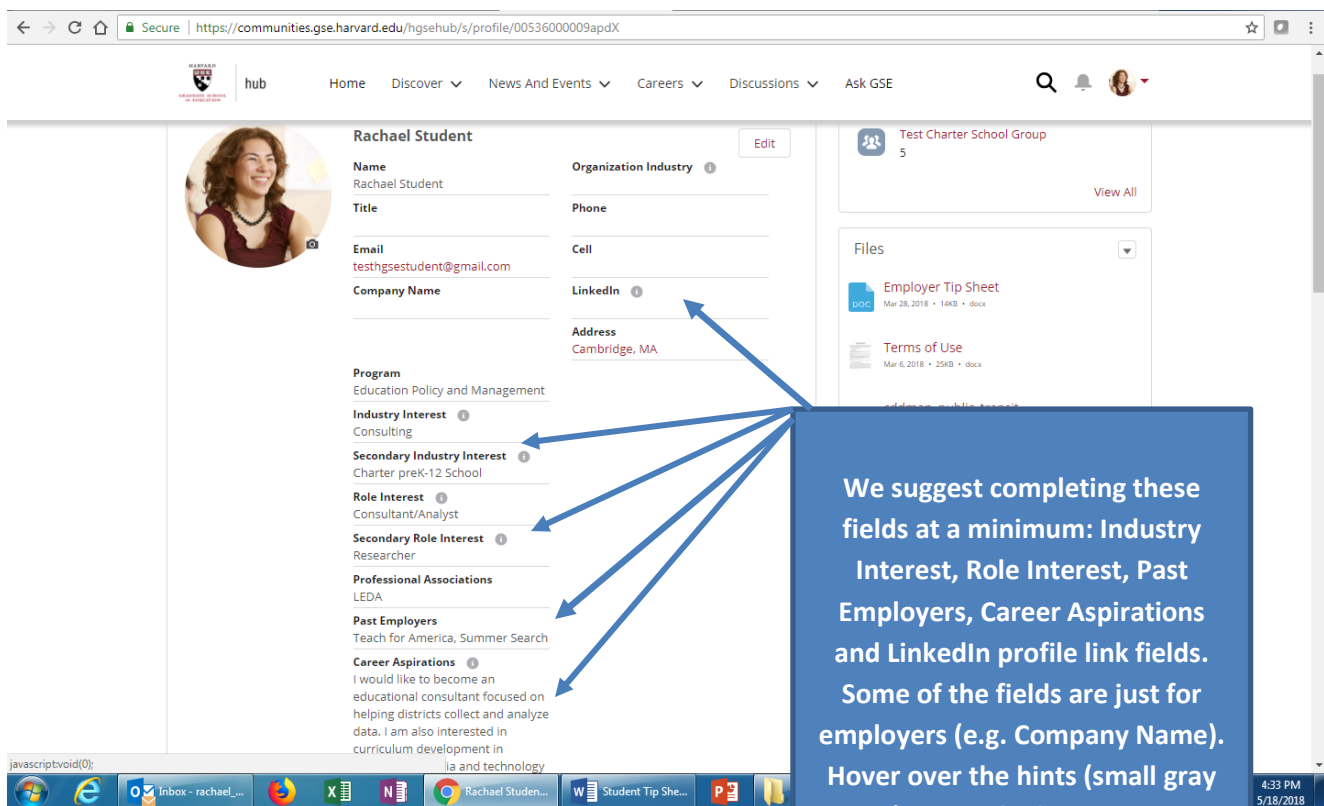 Secure | https://communities.gse.harvard.edu/hgsehub/s/profile/00536000009apdX
HARVARD
GRADUATE SCHOOL
OF EDUCATION
hub
Home Discover News And Events Careers Discussions Ask GSE
Rachael Student
Edit
Name
Rachael Student
Organization Industry
Title
Phone
Email
testhgsestudent@gmail.com
Cell
Company Name
LinkedIn
Address
Cambridge, MA
Program
Education Policy and Management
Industry Interest
Consulting
Secondary Industry Interest
Charter preK-12 School
Role Interest
Consultant/Analyst
Secondary Role Interest
Researcher
Professional Associations
LEDA
Past Employers
Teach for America, Summer Search
Career Aspirations
I would like to become an
educational consultant focused on
helping districts collect and analyze
data. I am also interested in
curriculum development in
ia and technology
Test Charter School Group
5
View All
Files
DOC
Employer Tip Sheet
Mar 28, 2018 • 14KB • docx
Terms of Use
Mar 6, 2018 • 25KB • docx
We suggest completing these
fields at a minimum: Industry
Interest, Role Interest, Past
Employers, Career Aspirations
and LinkedIn profile link fields.
Some of the fields are just for
employers (e.g. Company Name).
Hover over the hints (small gray
javascript:void(0);
Inbox - rachael_...
Rachael Studen...
Student Tip She...
4:33 PM
5/18/2018